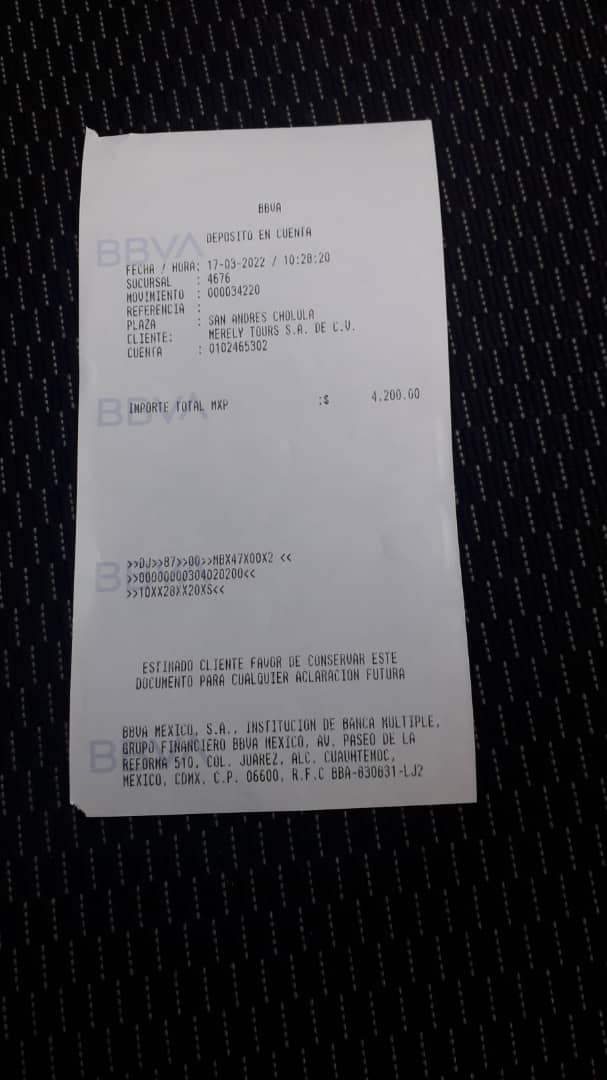 BBVA
DEPOSITO EN CUENTA
FECHA / HORA: 17-03-2022 / 10:28:20
SUCURSAL : 4676
MOVIMIENTO : 000034220
REFERENCIA :
PLAZA : SAN ANDRES CHOLULA
CLIENTE: MERELY TOURS S.A. DE C.V.
CUENTA : 0102465302
IMPORTE TOTAL MXP :$ 4,200.00
>>DJ>>87>>00>>MBX47X00X2 <<
>>00000000304020200<<
>>10XX28XX20XS<<
ESTIMADO CLIENTE FAVOR DE CONSERVAR ESTE
DOCUMENTO PARA CUALQUIER ACLARACION FUTURA
BBVA MEXICO, S.A., INSTITUCION DE BANCA MULTIPLE,
GRUPO FINANCIERO BBVA MEXICO, AV. PASEO DE LA
REFORMA 510, COL. JUAREZ, ALC. CUAUHTEMOC,
MEXICO, CDMX. C.P. 06600, R.F.C BBA-830831-LJ2